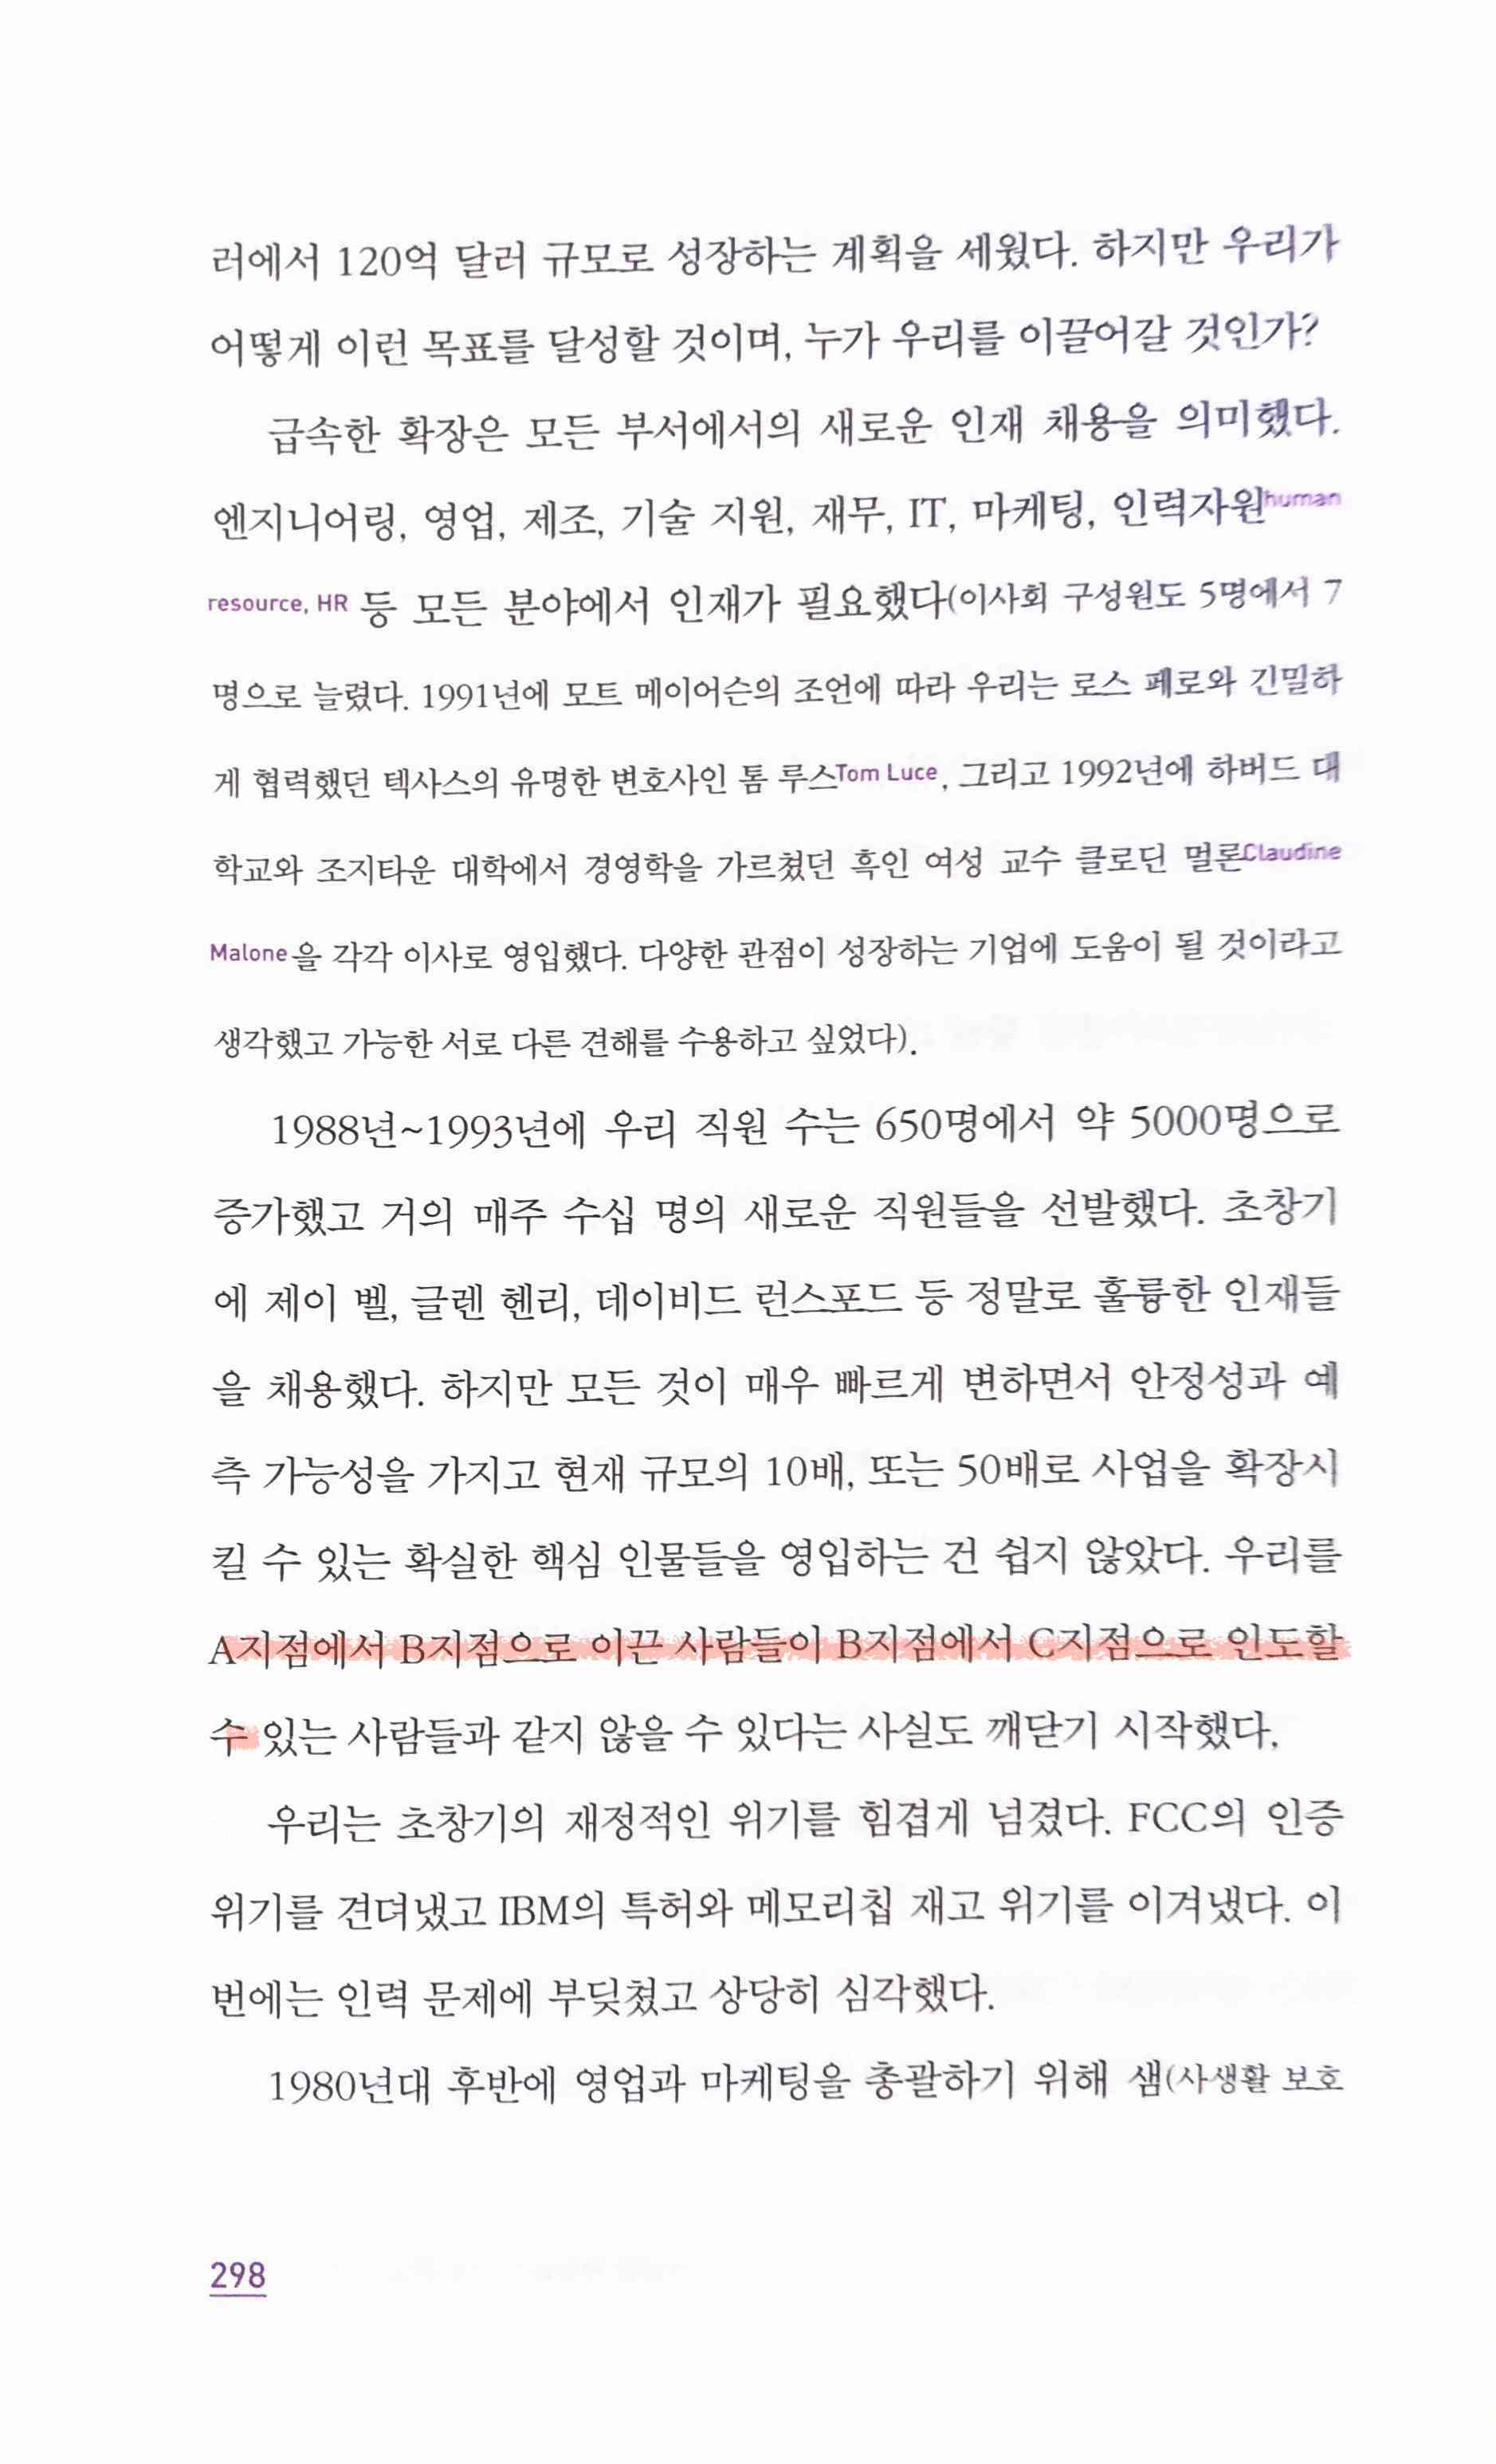 러에서 120억 달러 규모로 성장하는 계획을 세웠다. 하지만 우리가
어떻게 이런 목표를 달성할 것이며, 누가 우리를 이끌어갈 것인가?
급속한 확장은 모든 부서에서의 새로운 인재 채용을 의미했다.
엔지니어링, 영업, 제조, 기술 지원, 재무, IT, 마케팅, 인력자원human
resource, HR 등 모든 분야에서 인재가 필요했다(이사회 구성원도 5명에서 7
명으로 늘렸다. 1991년에 모트 메이어슨의 조언에 따라 우리는 로스 페로와 긴밀하
게 협력했던 텍사스의 유명한 변호사인 톰 루스Tom Luce, 그리고 1992년에 하버드 대
학교와 조지타운 대학에서 경영학을 가르쳤던 흑인 여성 교수 클로딘 멀론Claudine
Malone을 각각 이사로 영입했다. 다양한 관점이 성장하는 기업에 도움이 될 것이라고
생각했고 가능한 서로 다른 견해를 수용하고 싶었다).
1988년~1993년에 우리 직원 수는 650명에서 약 5000명으로
증가했고 거의 매주 수십 명의 새로운 직원들을 선발했다. 초창기
에 제이 벨, 글렌 헨리, 데이비드 런스포드 등 정말로 훌륭한 인재들
을 채용했다. 하지만 모든 것이 매우 빠르게 변하면서 안정성과 예
측 가능성을 가지고 현재 규모의 10배, 또는 50배로 사업을 확장시
킬 수 있는 확실한 핵심 인물들을 영입하는 건 쉽지 않았다. 우리를
A지점에서 B지점으로 이끈 사람들이 B지점에서 C지점으로 인도할
수 있는 사람들과 같지 않을 수 있다는 사실도 깨닫기 시작했다.
우리는 초창기의 재정적인 위기를 힘겹게 넘겼다. FCC의 인증
위기를 견뎌냈고 IBM의 특허와 메모리칩 재고 위기를 이겨냈다. 이
번에는 인력 문제에 부딪쳤고 상당히 심각했다.
1980년대 후반에 영업과 마케팅을 총괄하기 위해 샘(사생활 보호
298